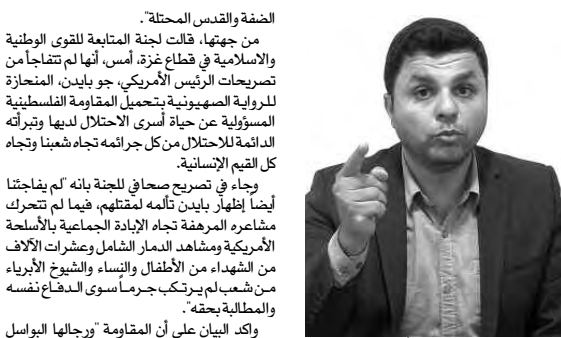 الضفة والقدس المحتلة".
من جهتها، قالت لجنة المتابعة للقوى الوطنية
والاسلامية في قطاع غزة، أمس، أنها لم تتفاجأ من
تصريحات الرئيس الأمريكي، جو بايدن، المنحازة
للرواية الصهيونية بتحميل المقاومة الفلسطينية
المسؤولية عن حياة أسرى الاحتلال لديها وتبرأته
الدائمة للاحتلال من كل جرائمه تجاه شعبنا وتجاه
كل القيم الإنسانية.
وجاء في تصريح صحافي للجنة بانه "لم يفاجئنا
أيضاً إظهار بايدن تألمه لمقتلهم، فيما لم تتحرك
مشاعره المرهفة تجاه الإبادة الجماعية بالأسلحة
الأمريكية ومشاهد الدمار الشامل وعشرات الآلاف
من الشهداء من الأطفال والنساء والشيوخ الأبرياء
من شعب لم يرتكب جرماً سوى الدفاع نفسه
والمطالبة بحقه".
واكد البيان على أن المقاومة "ورجالها البواسل